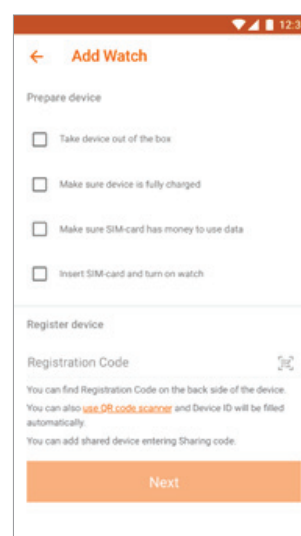 12:3
Add Watch
Prepare device
Take device out of the box
Make sure device is fully charged
Make sure SIM-card has money to use data
Insert SIM-card and turn on watch
Register device
Registration Code
You can find Registration Code on the back side of the device.
You can also use QR code scanner and Device ID will be filled
automatically.
You can add shared device entering Sharing code.
Next